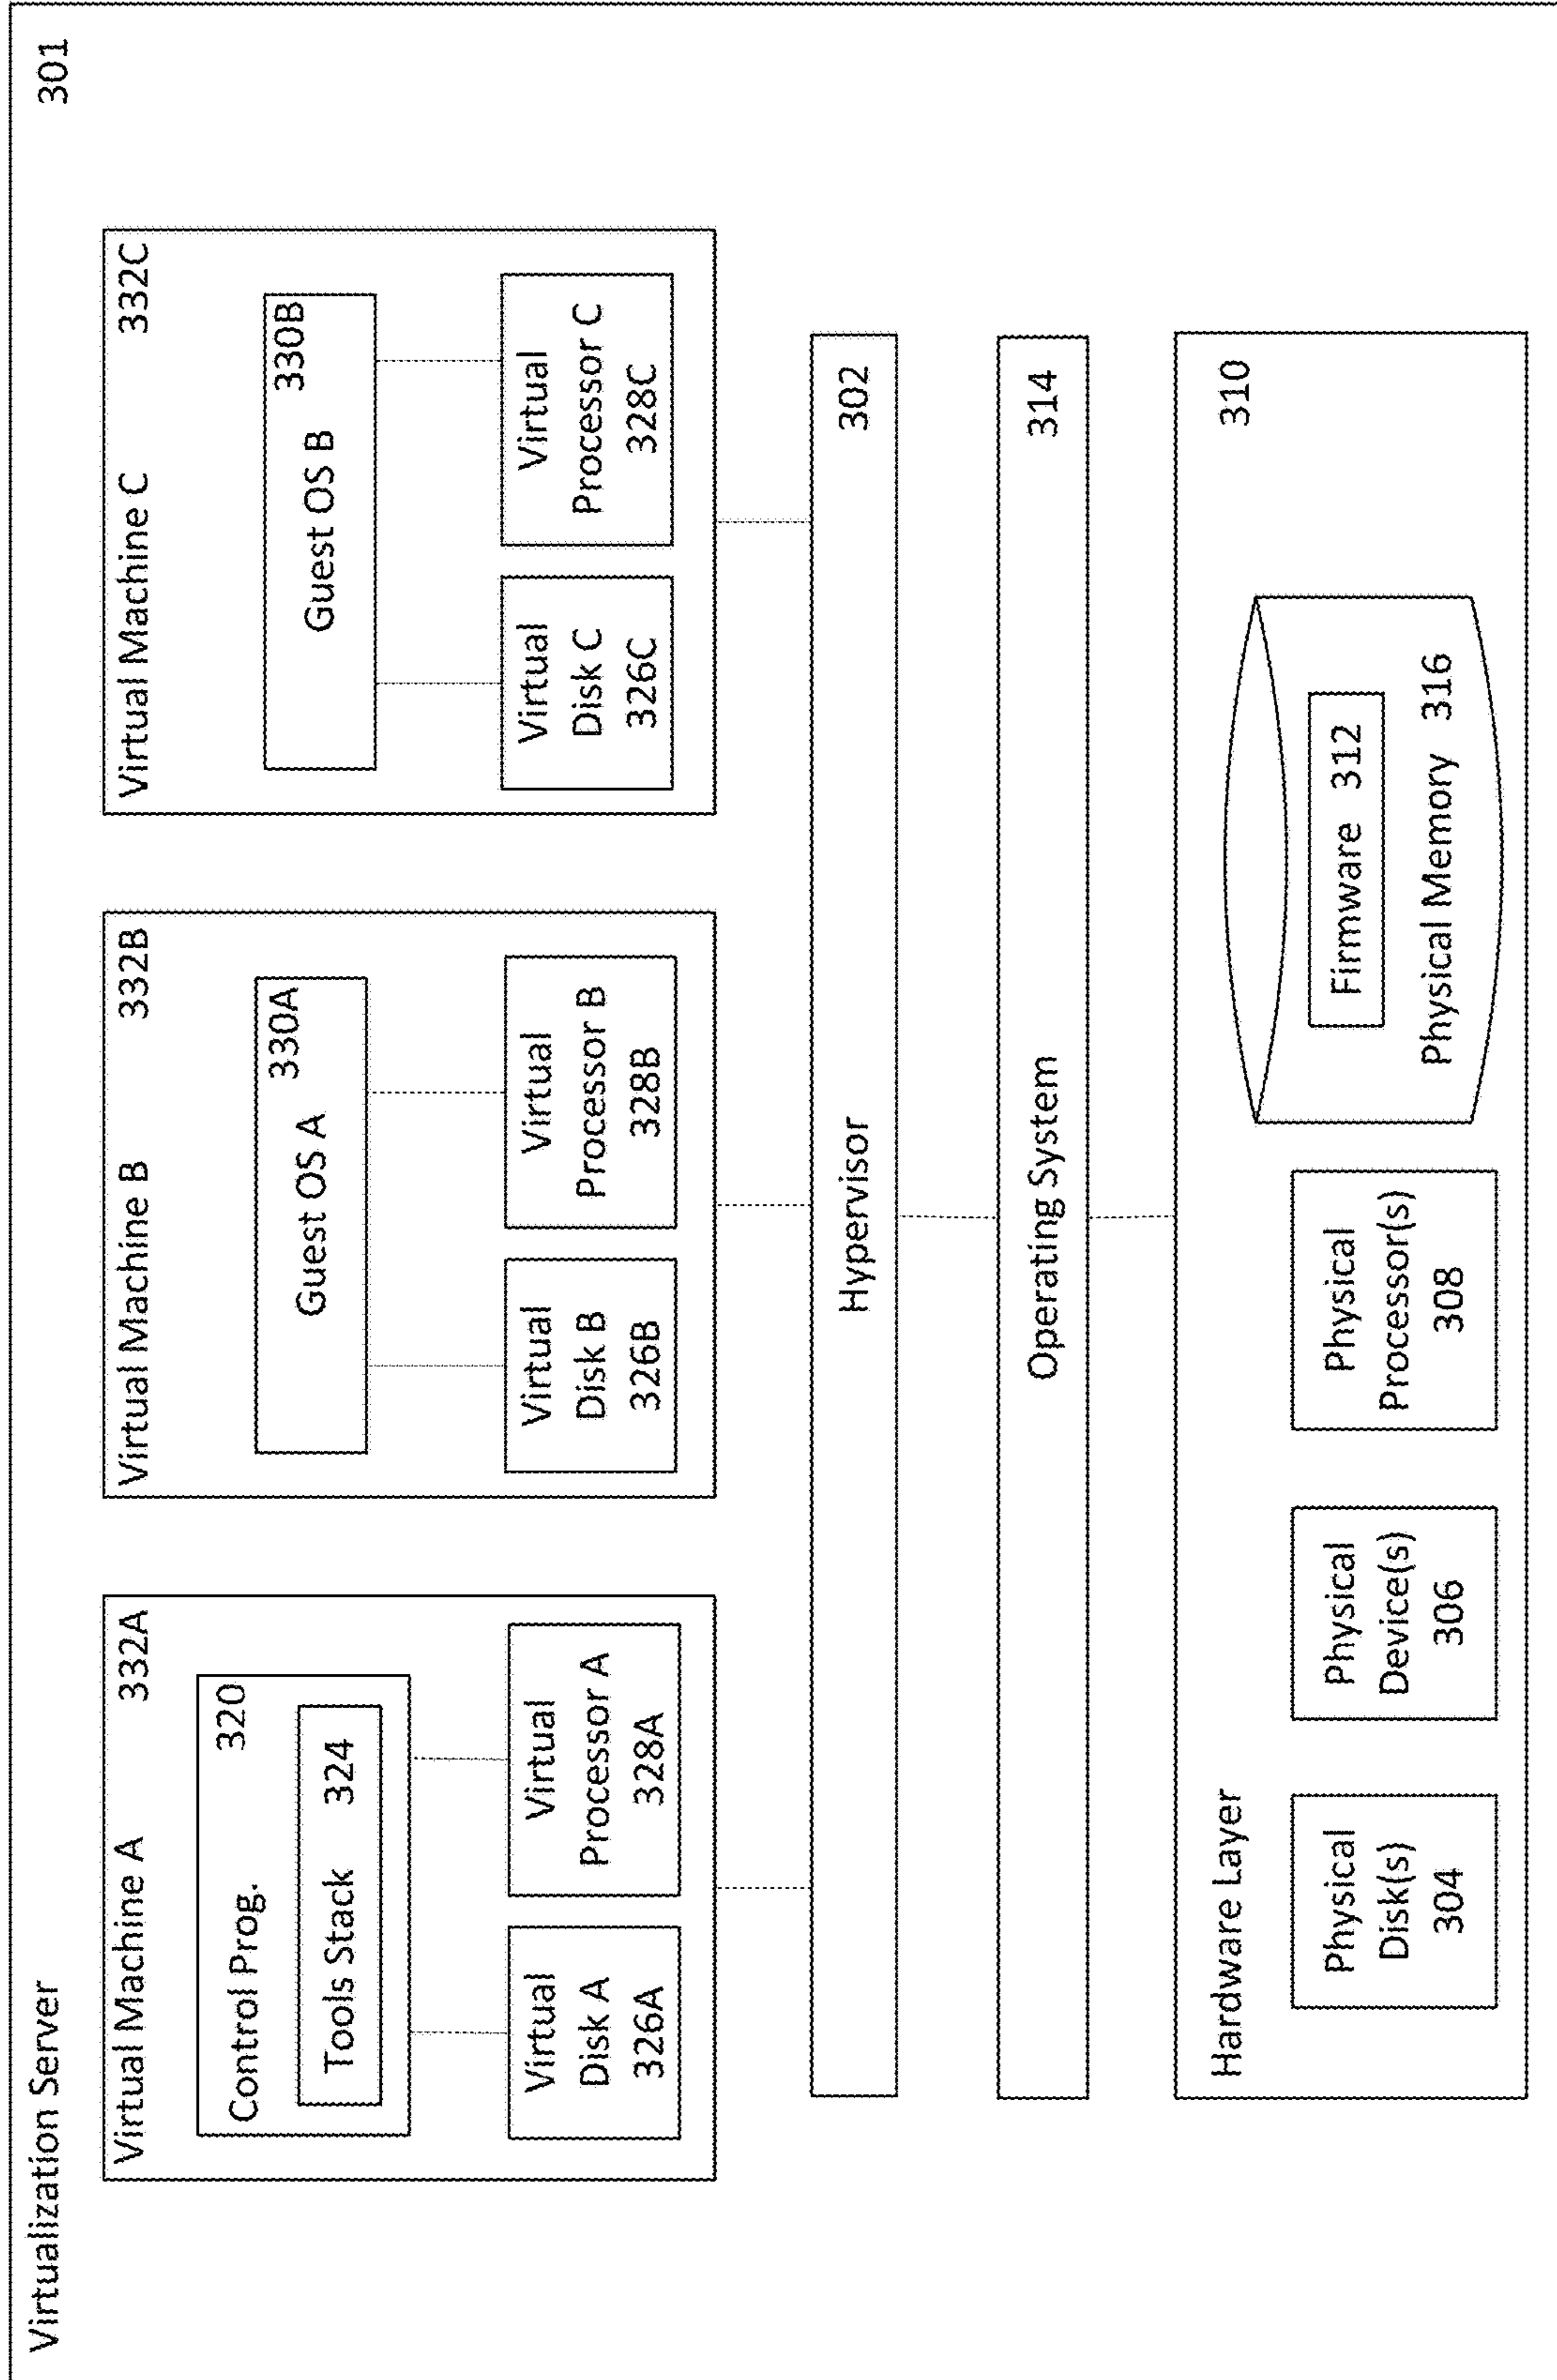 Virtualization Server
301
Virtual Machine A
332A
Control Prog.
320
Tools Stack 324
Virtual
Disk A
326A
Virtual
Processor A
328A
Virtual Machine B
332B
330A
Guest OS A
Virtual
Disk B
326B
Virtual
Processor B
328B
Virtual Machine C
332C
330B
Guest OS B
Virtual
Disk C
326C
Virtual
Processor C
328C
Hypervisor
302
Operating System
314
Hardware Layer
310
Physical
Disk(s)
304
Physical
Device(s)
306
Physical
Processor(s)
308
Firmware 312
Physical Memory 316